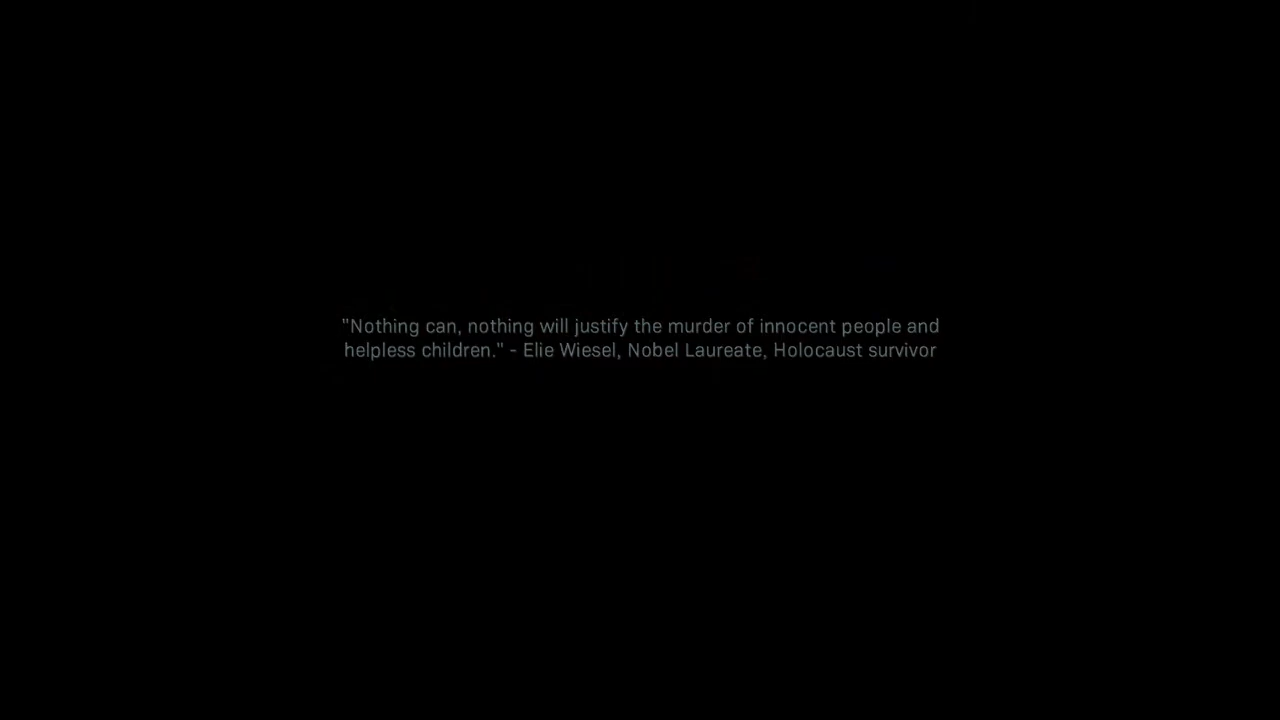 "Nothing can, nothing will justify the murder of innocent people and
helpless children." - Elie Wiesel, Nobel Laureate, Holocaust survivor